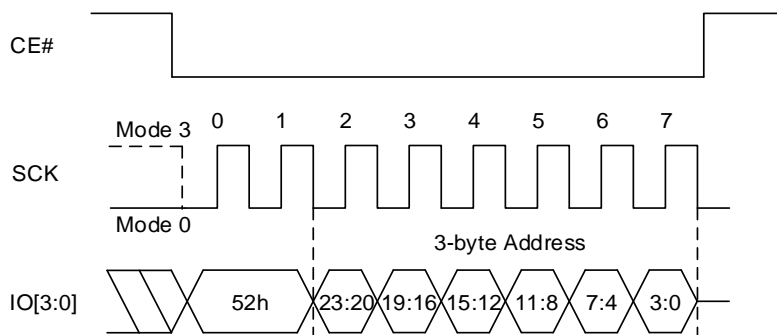 CE#
Mode 3
0 1 2 3 4 5 6 7
SCK
Mode 0
3-byte Address
IO[3:0]
52h 23:20 19:16 15:12 11:8 7:4 3:0